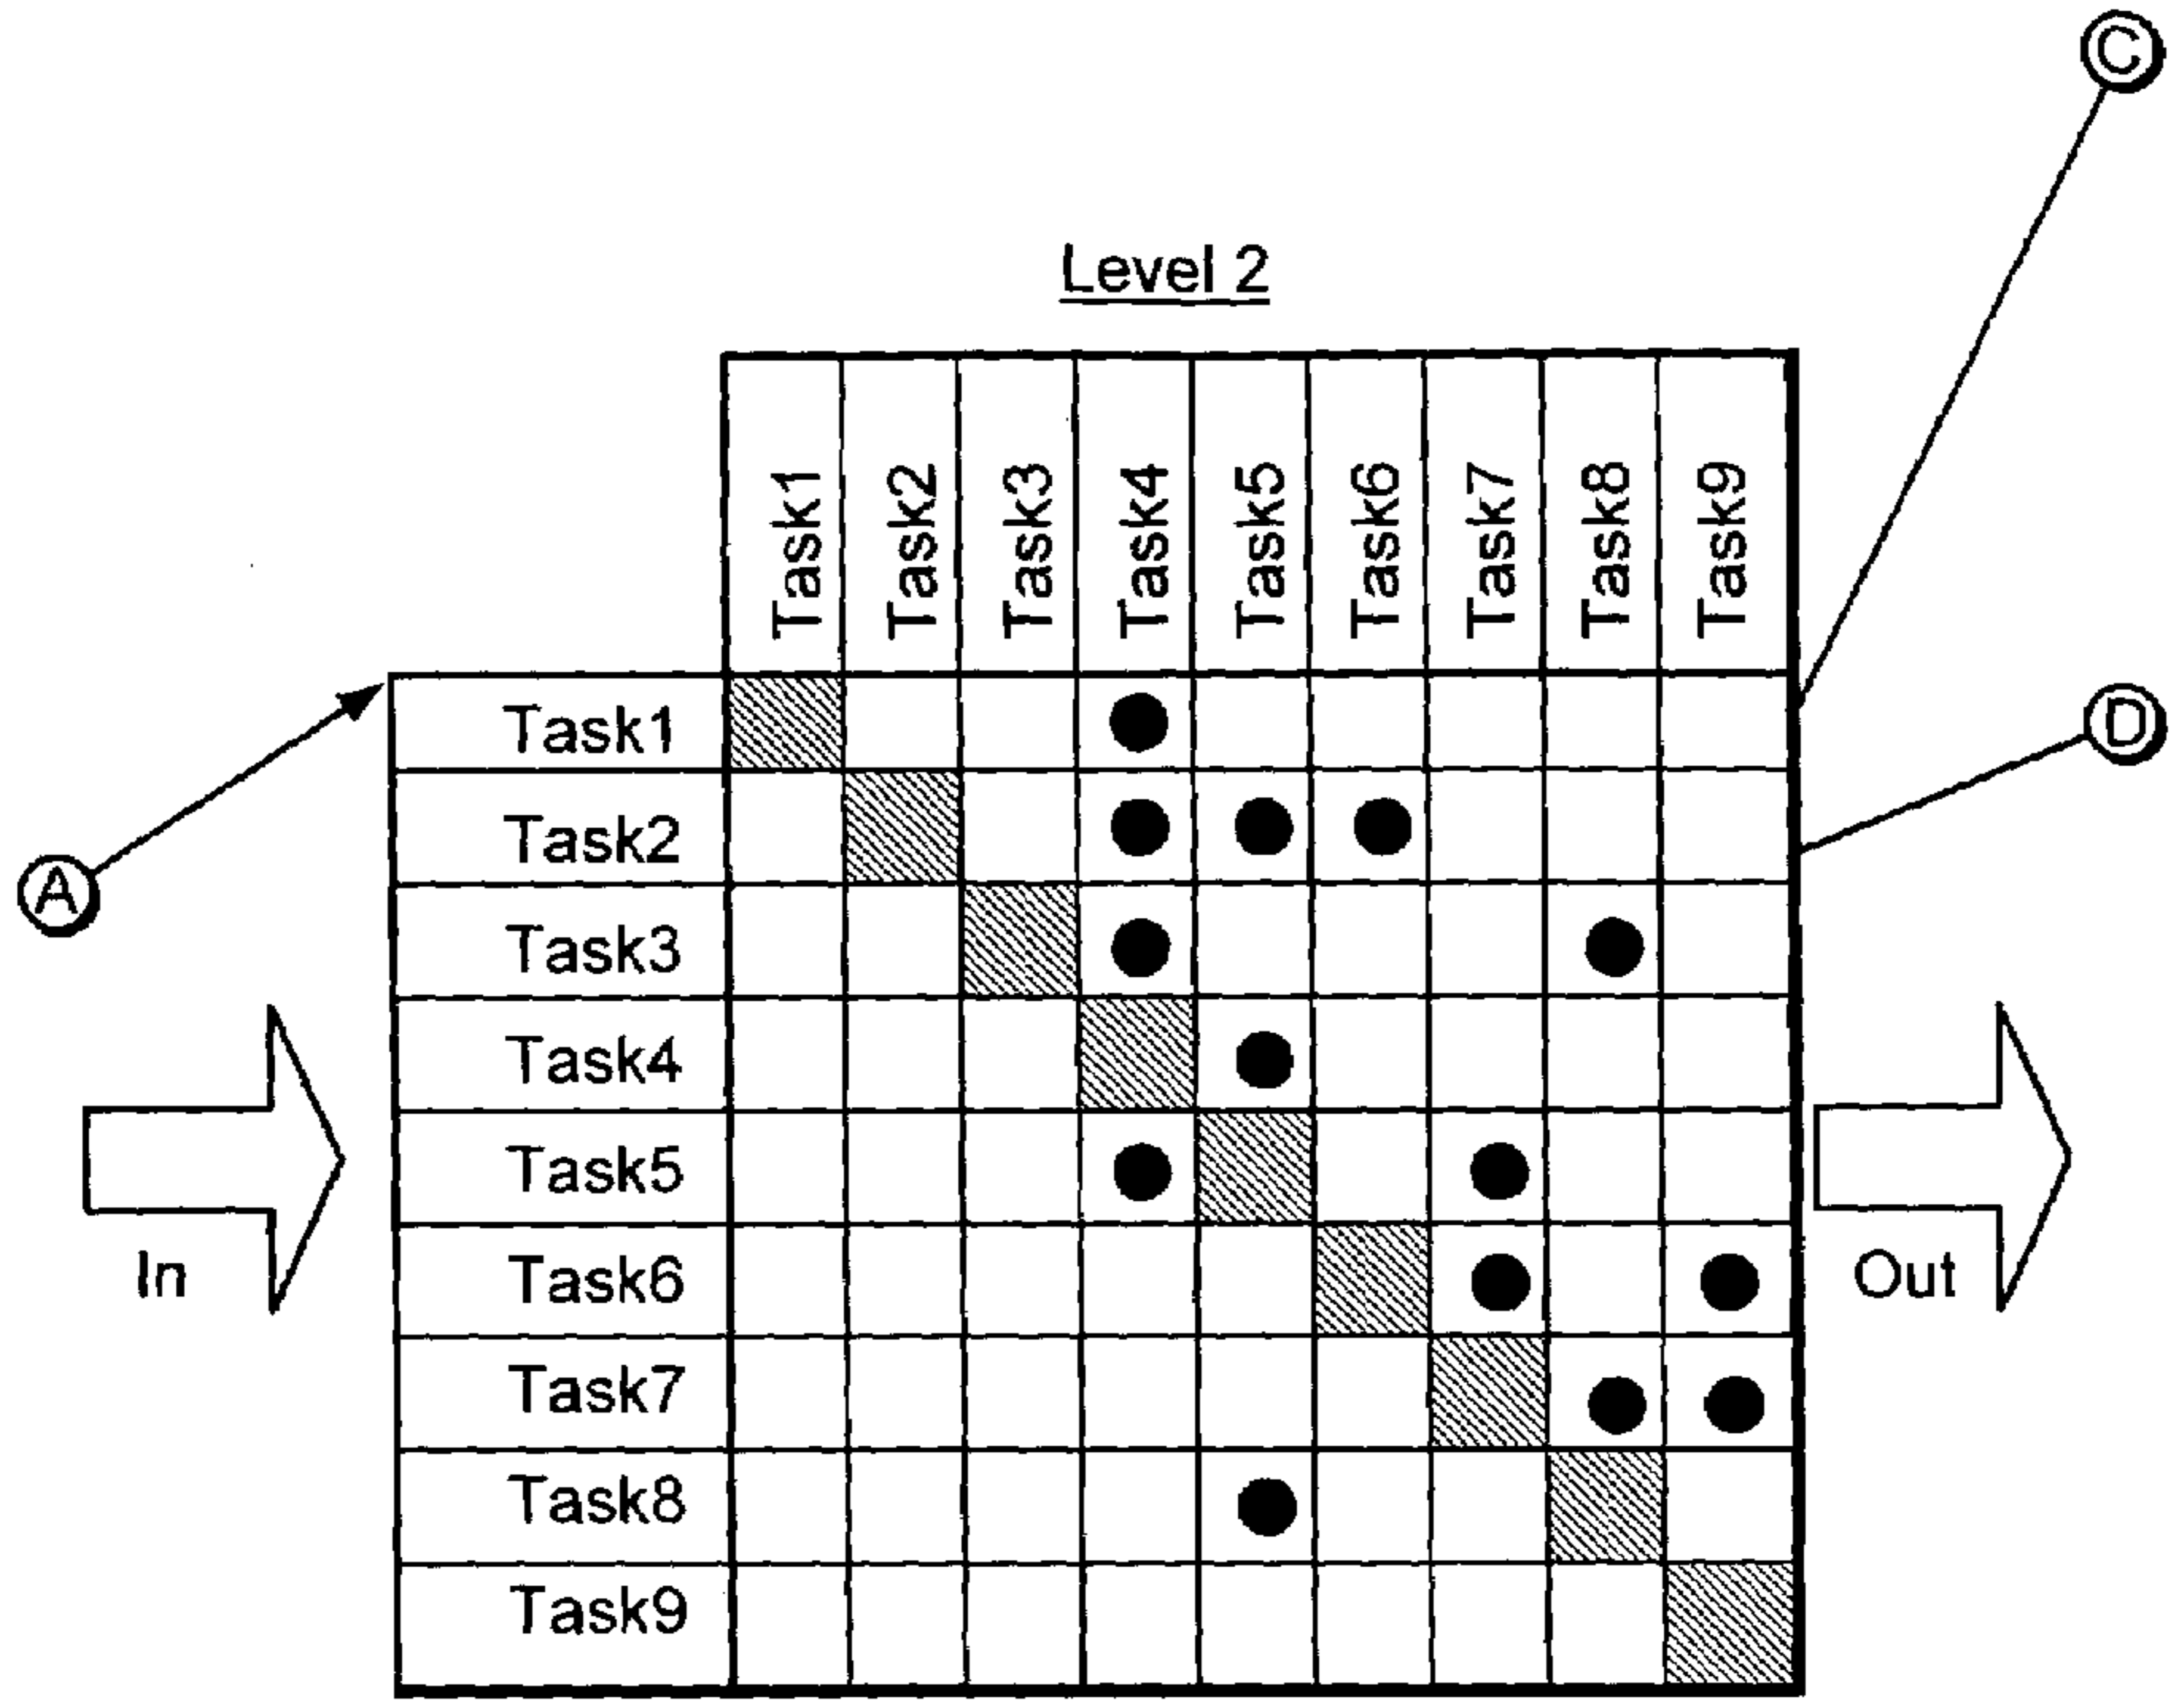 C
Level 2
Task1 Task2 Task3 Task4 Task5 Task6 Task7 Task8 Task9
Task1
D
Task2
A
Task3
Task4
Task5
In
Task6
Out
Task7
Task8
Task9